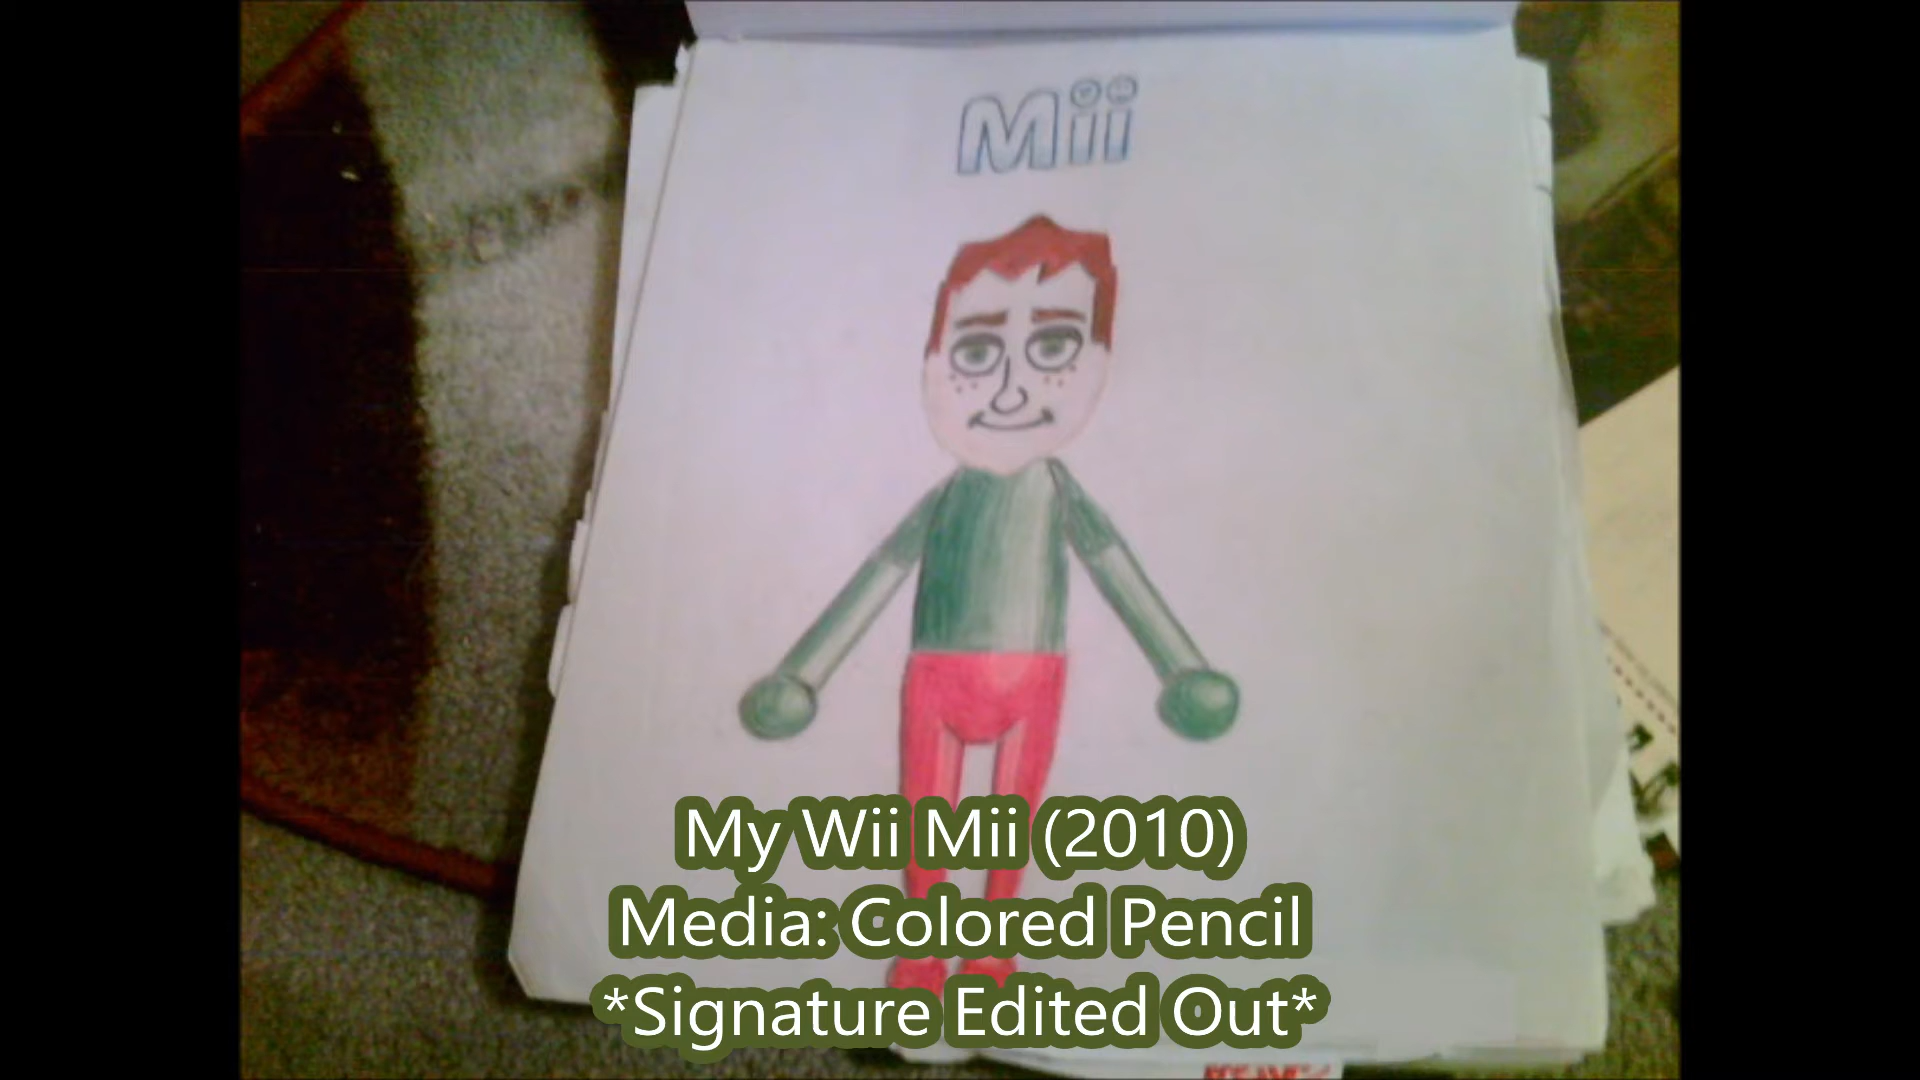 Mii
My Wii Mii (2010)
Media: Colored Pencil
*Signature Edited Out*